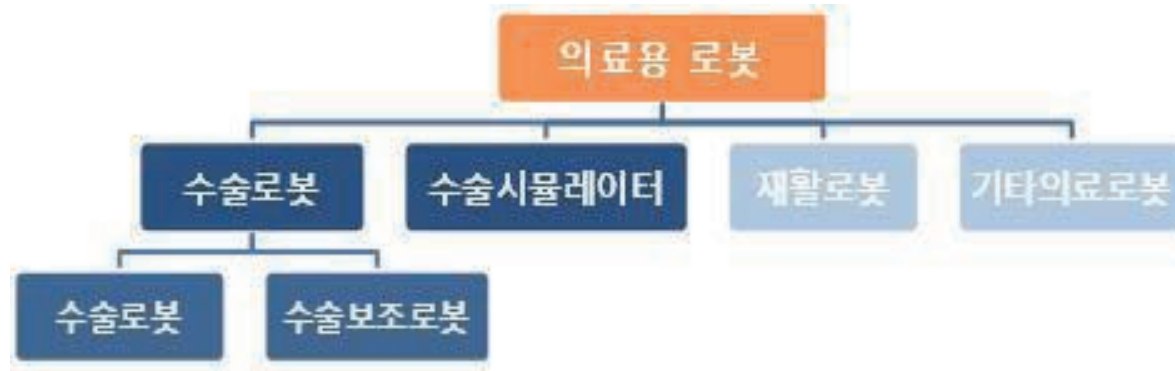 의료용 로봇
수술로봇 수술시뮬레이터 재활로봇 기타의료로봇
수술로봇 수술보조로봇